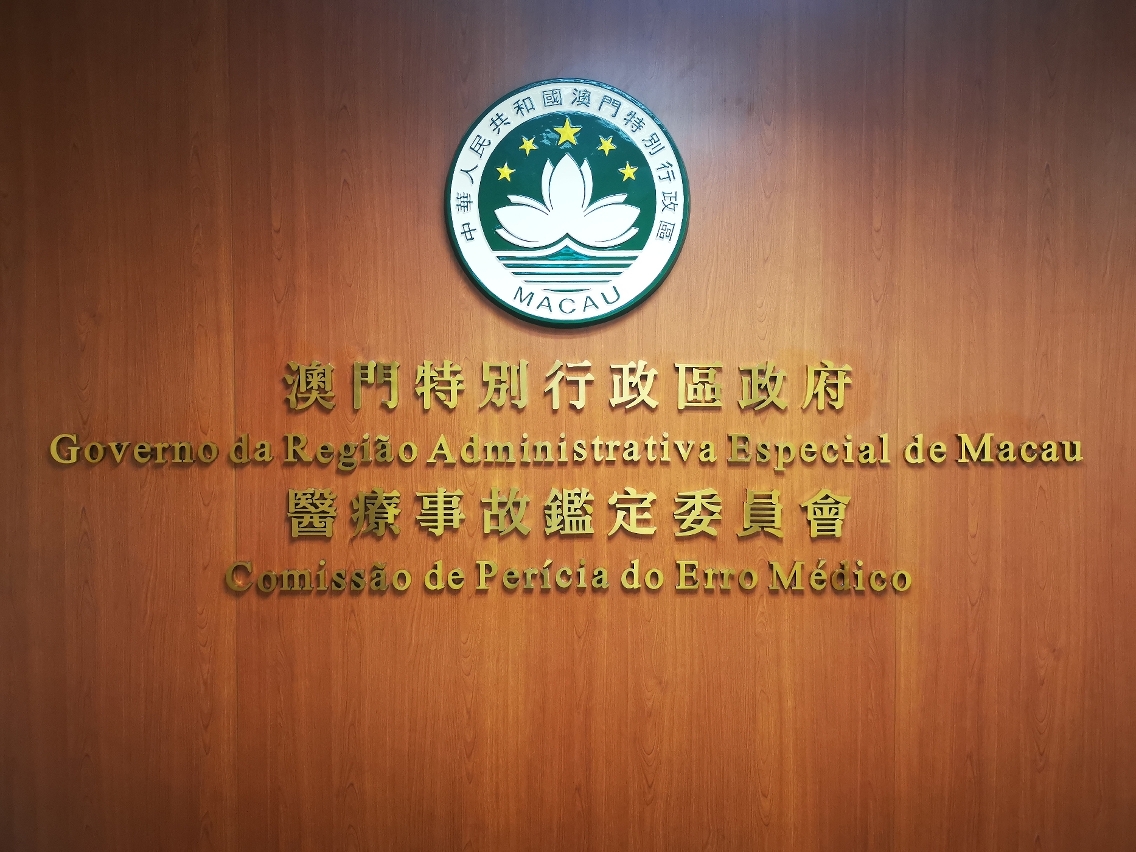 中華人民共和國澳門特別行政區
MACAU
澳門特別行政區政府
Governo da Região Administrativa Especial de Macau
醫療事故鑑定委員會
Comissão de Perícia do Erro Médico